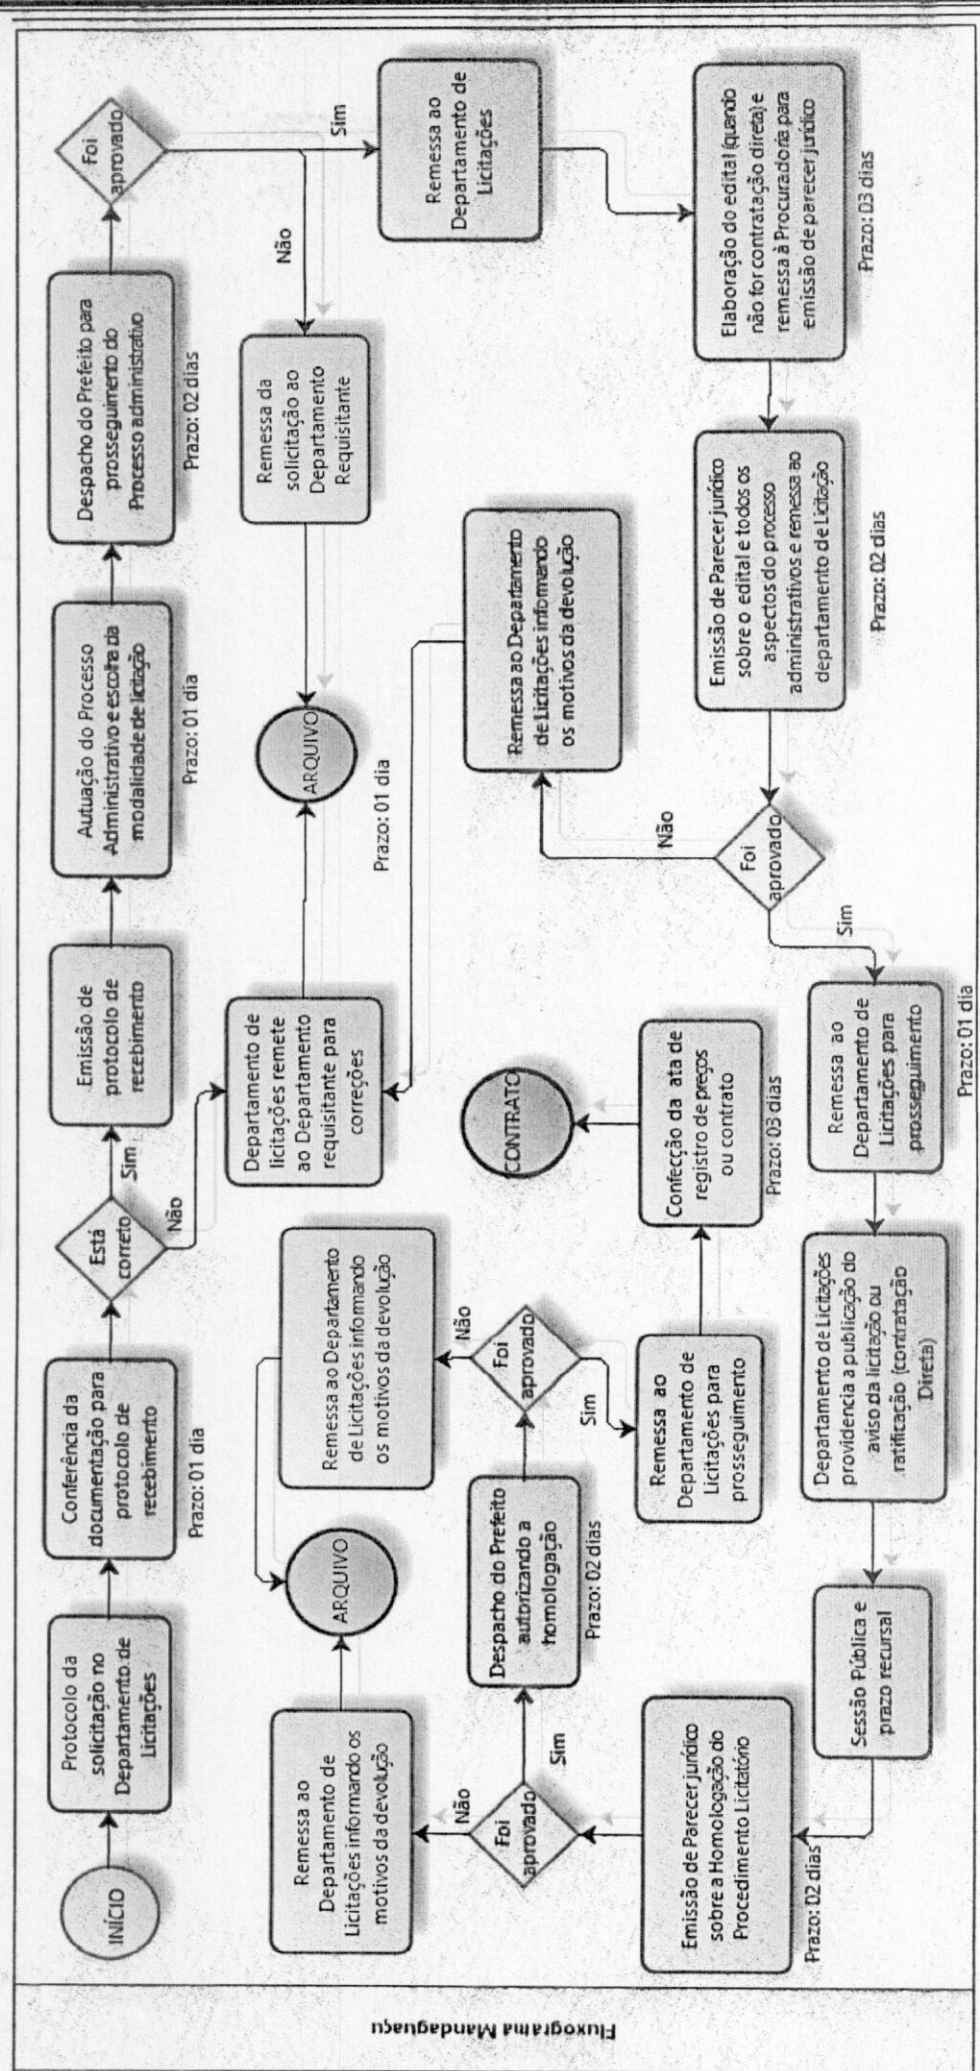 Fluxograma Mandaguaçu
INÍCIO
Protocolo da
solicitação no
Departamento de
Licitações
Conferência da
documentação para
protocolo de
recebimento
Prazo: 01 dia
Está
correto
Sim
Não
Emissão de
protocolo de
recebimento
Autuação do Processo
Administrativo e escolha da
modalidade de licitação
Prazo: 01 dia
Despacho do Prefeito para
prosseguimento do
Processo administrativo
Prazo: 02 dias
Foi
aprovado
Não
Sim
Departamento de
licitações remete
ao Departamento
requisitante para
correções
ARQUIVO
Prazo: 01 dia
Remessa da
solicitação ao
Departamento
Requisitante
Remessa ao
Departamento de
Licitações
Elaboração do edital (quando
não for contratação direta) e
remessa à Procuradoria para
emissão de parecer jurídico
Prazo: 03 dias
Emissão de Parecer jurídico
sobre o edital e todos os
aspectos do processo
administrativos e remessa ao
departamento de Licitação
Prazo: 02 dias
Foi
aprovado
Não
Sim
Remessa ao Departamento
de Licitações informando
os motivos da devolução
Remessa ao
Departamento de
Licitações para
prosseguimento
Prazo: 01 dia
Departamento de Licitações
providencia a publicação do
aviso da licitação ou
ratificação (contratação
Direta)
Sessão Pública e
prazo recursal
Emissão de Parecer jurídico
sobre a Homologação do
Procedimento Licitatório
Prazo: 02 dias
Foi
aprovado
Não
Sim
Remessa ao
Departamento de
Licitações informando os
motivos da devolução
ARQUIVO
Despacho do Prefeito
autorizando a
homologação
Prazo: 02 dias
Foi
aprovado
Não
Sim
Remessa ao Departamento
de Licitações informando
os motivos da devolução
Remessa ao
Departamento de
Licitações para
prosseguimento
Confecção da ata de
registro de preços
ou contrato
Prazo: 03 dias
CONTRATO